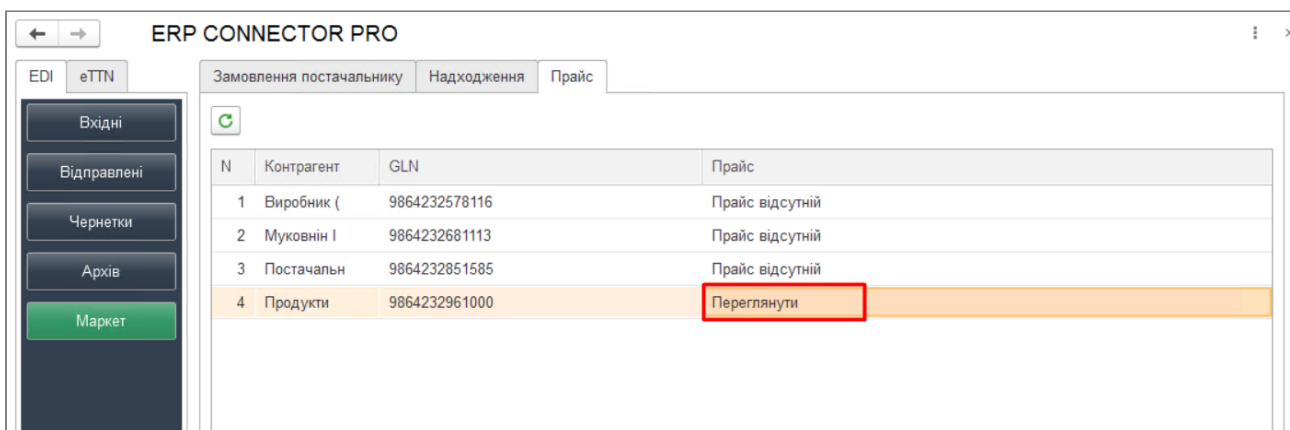 ERP CONNECTOR PRO
EDI eTTN
Замовлення постачальнику Надходження Прайс
Вхідні
Відправлені
Чернетки
Архів
Маркет
N Контрагент GLN Прайс
1 Виробник ( 9864232578116 Прайс відсутній
2 Муковнін І 9864232681113 Прайс відсутній
3 Постачальн 9864232851585 Прайс відсутній
4 Продукти 9864232961000 Переглянути